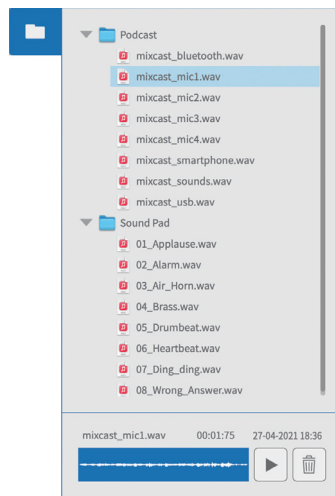 Podcast
mixcast_bluetooth.wav
mixcast_mic1.wav
mixcast_mic2.wav
mixcast_mic3.wav
mixcast_mic4.wav
mixcast_smartphone.wav
mixcast_sounds.wav
mixcast_usb.wav
Sound Pad
01_Applause.wav
02_Alarm.wav
03_Air_Horn.wav
04_Brass.wav
05_Drumbeat.wav
06_Heartbeat.wav
07_Ding_ding.wav
08_Wrong_Answer.wav
mixcast_mic1.wav 00:01:75 27-04-2021 18:36